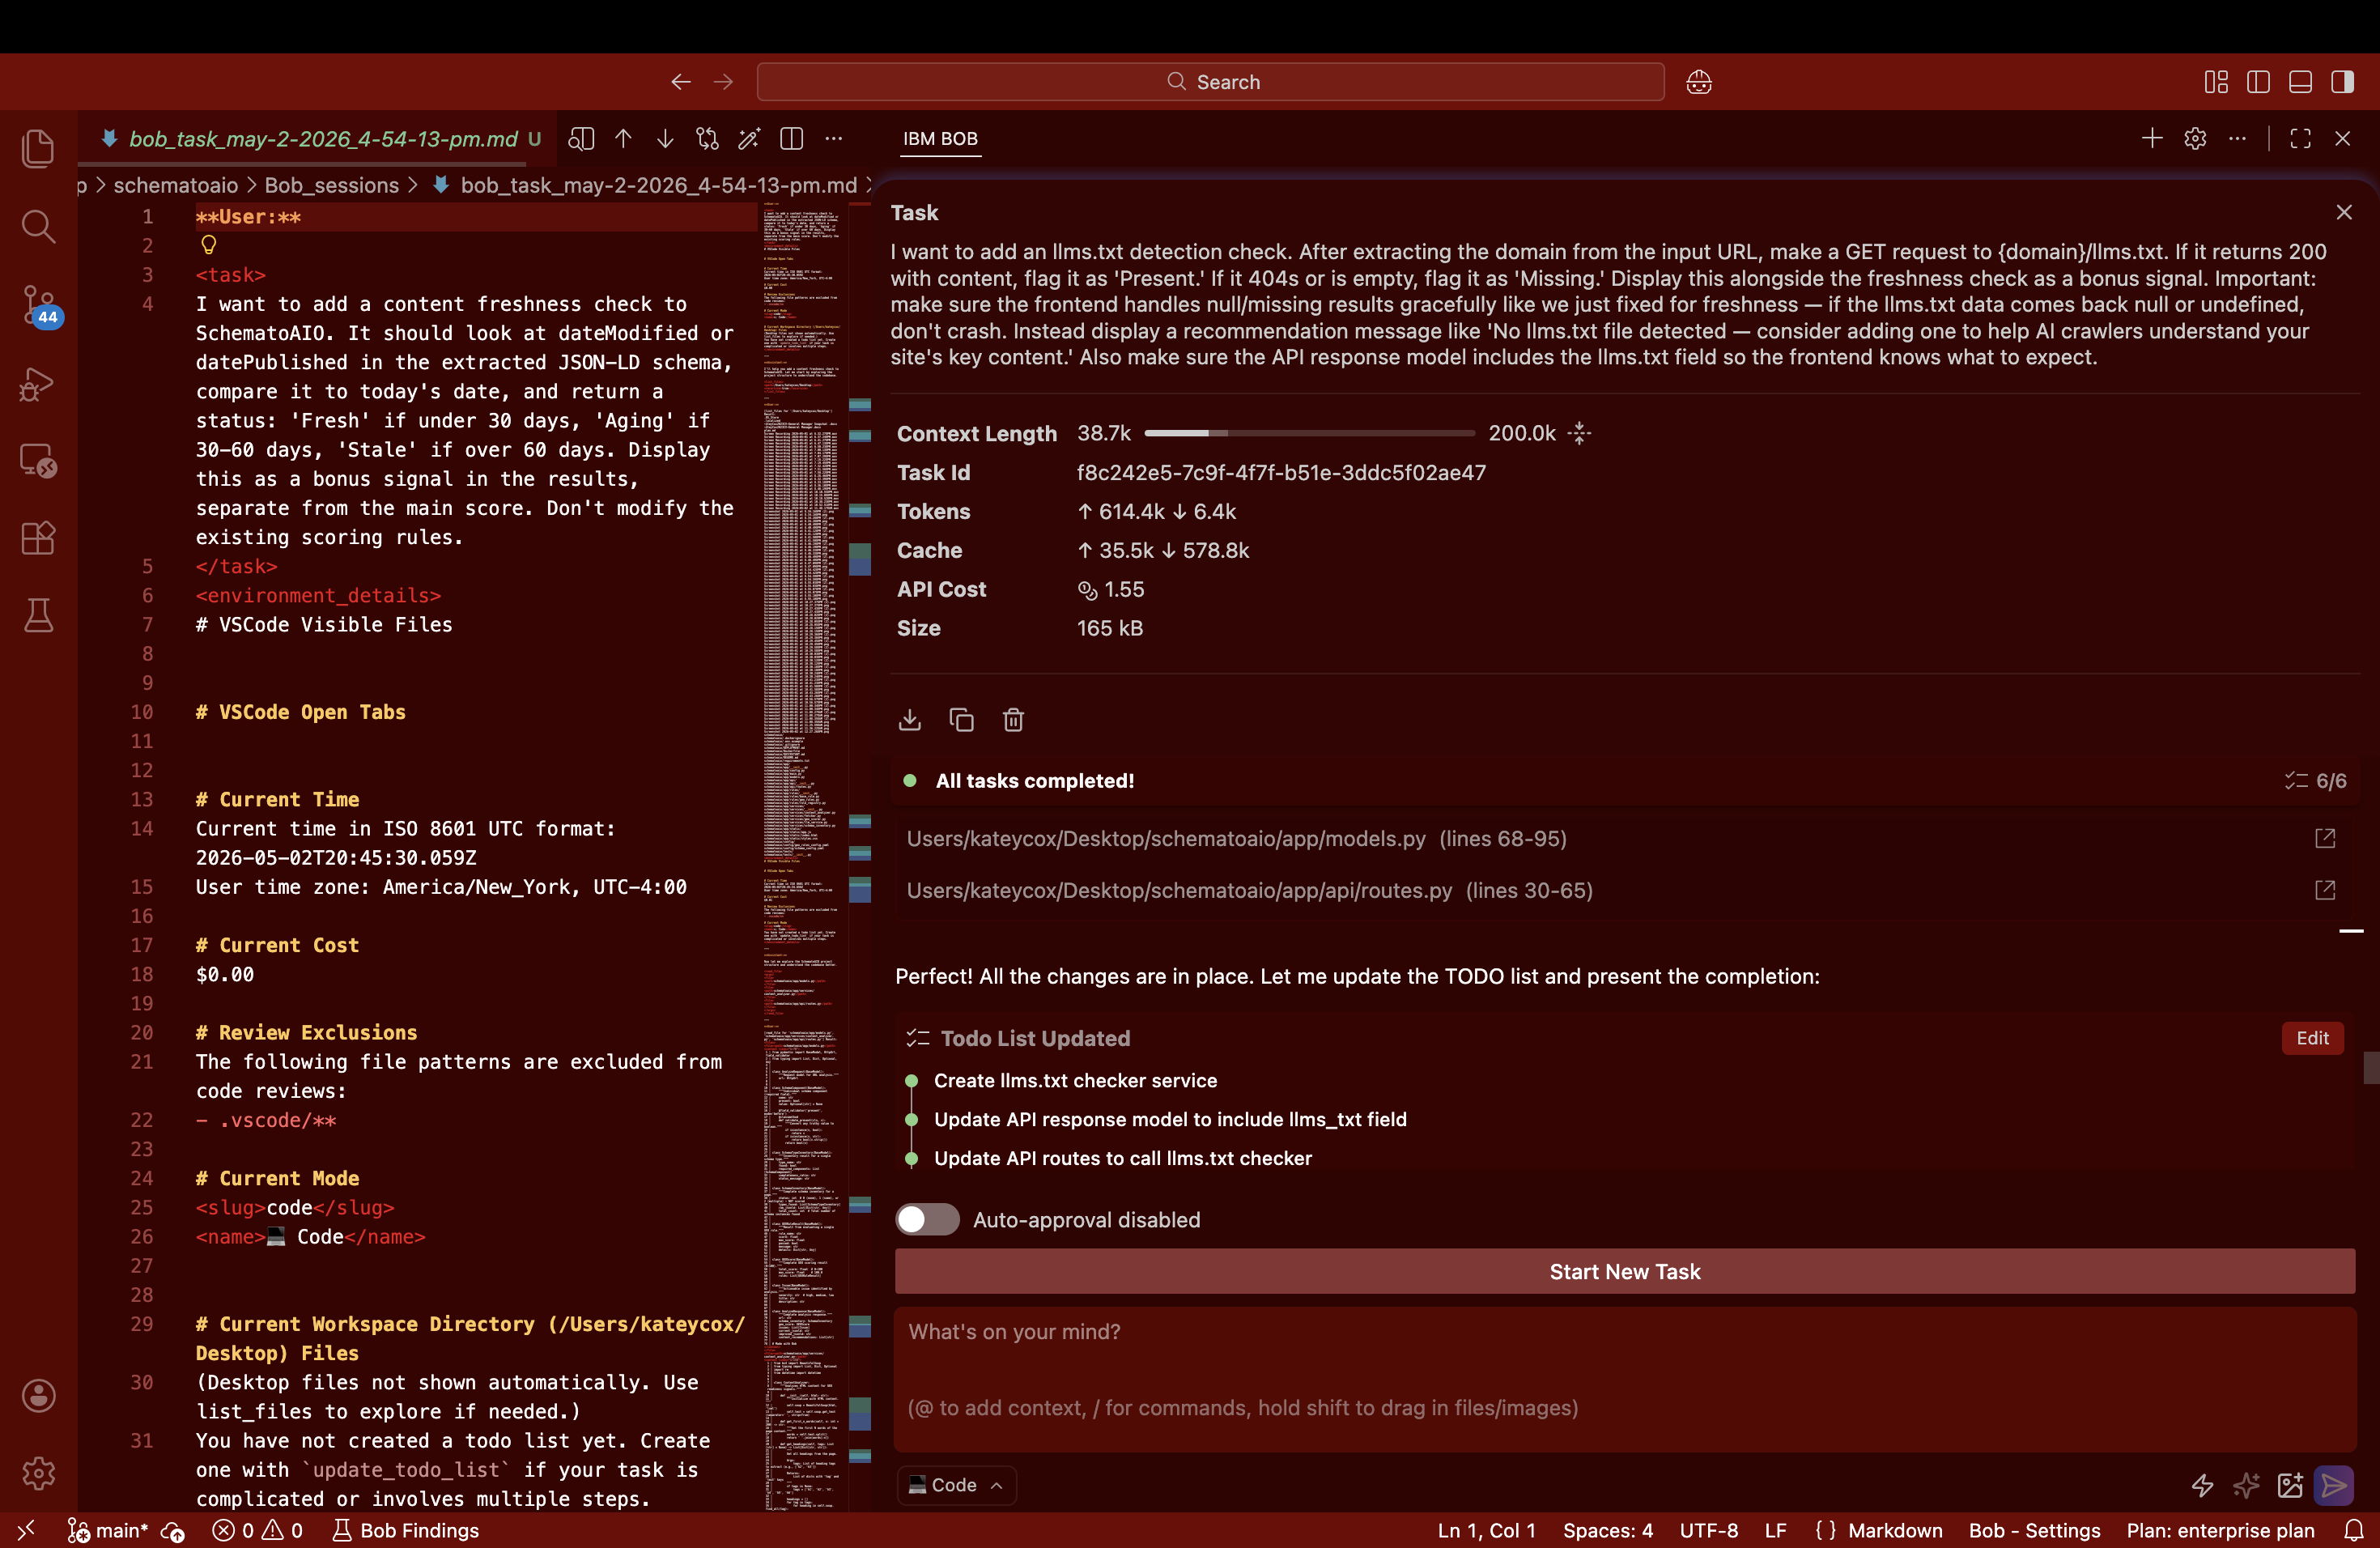 Search
bob_task_may-2-2026_4-54-13-pm.md U
IBM BOB
p > schematoaio > Bob_sessions > bob_task_may-2-2026_4-54-13-pm.md >
1 **User:**
2
3 <task>
4 I want to add a content freshness check to
SchematoAIO. It should look at dateModified or
datePublished in the extracted JSON-LD schema,
compare it to today's date, and return a
status: 'Fresh' if under 30 days, 'Aging' if
30-60 days, 'Stale' if over 60 days. Display
this as a bonus signal in the results,
separate from the main score. Don't modify the
existing scoring rules.
5 </task>
6 <environment_details>
7 # VSCode Visible Files
8
9
10 # VSCode Open Tabs
11
12
13 # Current Time
14 Current time in ISO 8601 UTC format:
2026-05-02T20:45:30.059Z
15 User time zone: America/New_York, UTC-4:00
16
17 # Current Cost
18 $0.00
19
20 # Review Exclusions
21 The following file patterns are excluded from
code reviews:
22 - .vscode/**
23
24 # Current Mode
25 <slug>code</slug>
26 <name>💻 Code</name>
27
28
29 # Current Workspace Directory (/Users/kateycox/
Desktop) Files
30 (Desktop files not shown automatically. Use
list_files to explore if needed.)
31 You have not created a todo list yet. Create
one with `update_todo_list` if your task is
complicated or involves multiple steps.
44
Task
I want to add an llms.txt detection check. After extracting the domain from the input URL, make a GET request to {domain}/llms.txt. If it returns 200
with content, flag it as 'Present.' If it 404s or is empty, flag it as 'Missing.' Display this alongside the freshness check as a bonus signal. Important:
make sure the frontend handles null/missing results gracefully like we just fixed for freshness — if the llms.txt data comes back null or undefined,
don't crash. Instead display a recommendation message like 'No llms.txt file detected — consider adding one to help AI crawlers understand your
site's key content.' Also make sure the API response model includes the llms.txt field so the frontend knows what to expect.
Context Length 38.7k 200.0k
Task Id f8c242e5-7c9f-4f7f-b51e-3ddc5f02ae47
Tokens ↑ 614.4k ↓ 6.4k
Cache ↑ 35.5k ↓ 578.8k
API Cost 1.55
Size 165 kB
All tasks completed! 6/6
Users/kateycox/Desktop/schematoaio/app/models.py (lines 68-95)
Users/kateycox/Desktop/schematoaio/app/api/routes.py (lines 30-65)
Perfect! All the changes are in place. Let me update the TODO list and present the completion:
Todo List Updated Edit
Create llms.txt checker service
Update API response model to include llms_txt field
Update API routes to call llms.txt checker
Auto-approval disabled
Start New Task
What's on your mind?
(@ to add context, / for commands, hold shift to drag in files/images)
Code
main* 0 0 Bob Findings Ln 1, Col 1 Spaces: 4 UTF-8 LF {} Markdown Bob - Settings Plan: enterprise plan